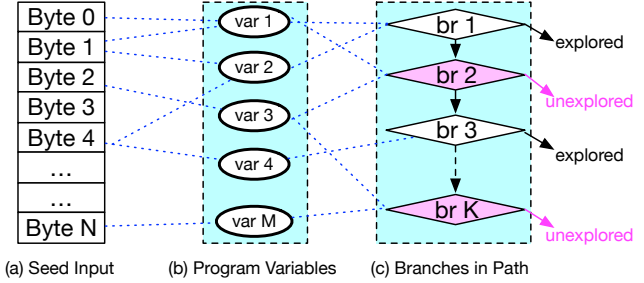 Byte 0
Byte 1
Byte 2
Byte 3
Byte 4
...
...
Byte N
(a) Seed Input
var 1
var 2
var 3
var 4
var M
(b) Program Variables
br 1
explored
br 2
unexplored
br 3
explored
br K
unexplored
(c) Branches in Path